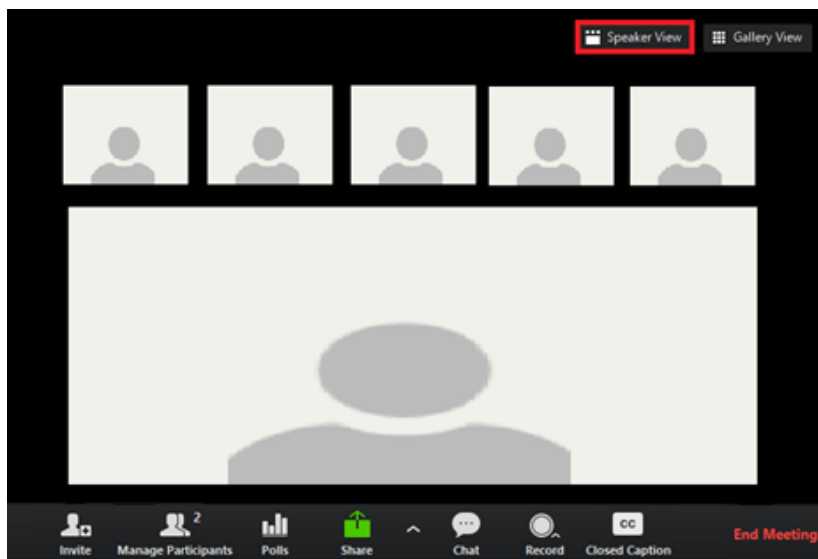 Speaker View
Gallery View
2
Invite
Manage Participants
Polls
Share
Chat
Record
CC
Closed Caption
End Meeting